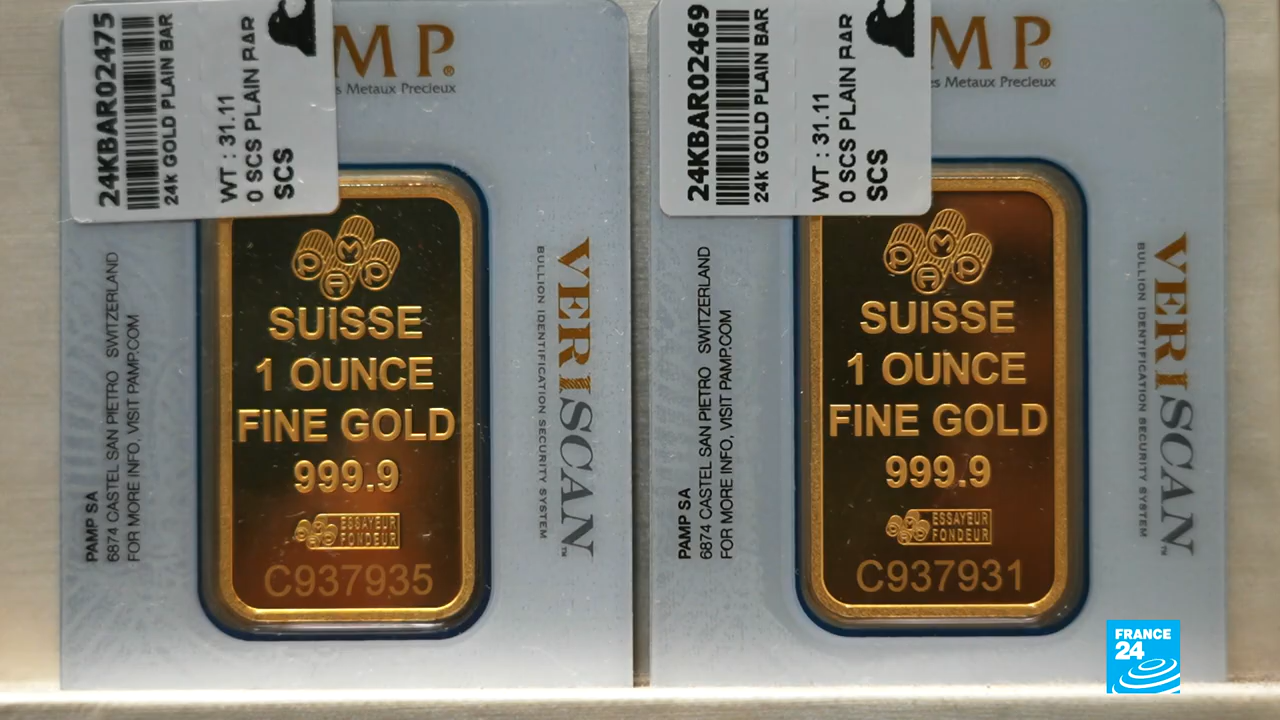 24KBAR02475
24k GOLD PLAIN BAR
WT : 31.11
0 SCS PLAIN BAR
SCS
MP®
Metaux Precieux
PAMP
SUISSE
1 OUNCE
FINE GOLD
999.9
ESSAYEUR
FONDEUR
C937935
PAMP SA
6874 CASTEL SAN PIETRO SWITZERLAND
FOR MORE INFO, VISIT PAMP.COM
VERISCAN™
BULLION IDENTIFICATION SECURITY SYSTEM
24KBAR02469
24k GOLD PLAIN BAR
WT : 31.11
0 SCS PLAIN BAR
SCS
MP®
es Metaux Precieux
PAMP
SUISSE
1 OUNCE
FINE GOLD
999.9
ESSAYEUR
FONDEUR
C937931
PAMP SA
6874 CASTEL SAN PIETRO SWITZERLAND
FOR MORE INFO, VISIT PAMP.COM
VERISCAN™
BULLION IDENTIFICATION SECURITY SYSTEM
FRANCE
24